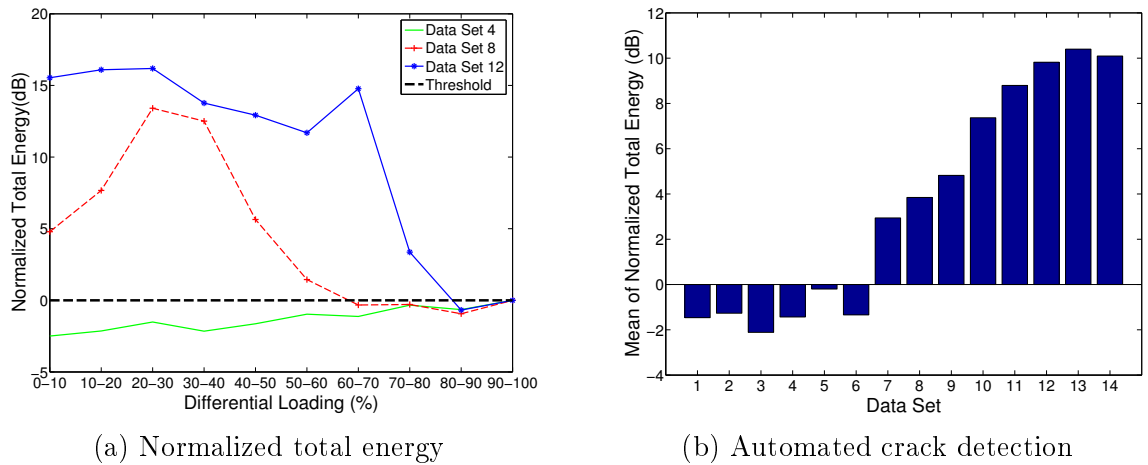 20
15
10
5
0
−5
Normalized Total Energy(dB)
Data Set 4
Data Set 8
Data Set 12
Threshold
0−10 10−20 20−30 30−40 40−50 50−60 60−70 70−80 80−90 90−100
Differential Loading (%)
(a) Normalized total energy
12
10
8
6
4
2
0
−2
−4
Mean of Normalized Total Energy (dB)
1 2 3 4 5 6 7 8 9 10 11 12 13 14
Data Set
(b) Automated crack detection